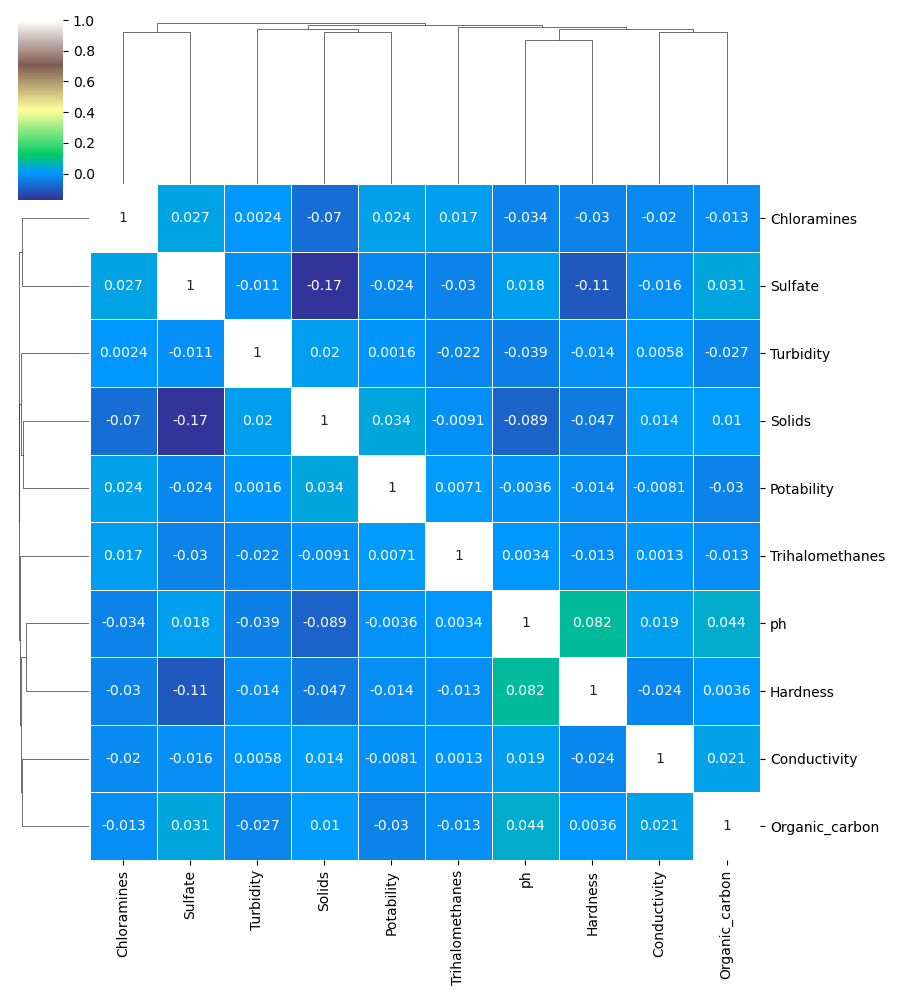 1.0
0.8
0.6
0.4
0.2
0.0
1 0.027 0.0024 -0.07 0.024 0.017 -0.034 -0.03 -0.02 -0.013 Chloramines
0.027 1 -0.011 -0.17 -0.024 -0.03 0.018 -0.11 -0.016 0.031 Sulfate
0.0024 -0.011 1 0.02 0.0016 -0.022 -0.039 -0.014 0.0058 -0.027 Turbidity
-0.07 -0.17 0.02 1 0.034 -0.0091 -0.089 -0.047 0.014 0.01 Solids
0.024 -0.024 0.0016 0.034 1 0.0071 -0.0036 -0.014 -0.0081 -0.03 Potability
0.017 -0.03 -0.022 -0.0091 0.0071 1 0.0034 -0.013 0.0013 -0.013 Trihalomethanes
-0.034 0.018 -0.039 -0.089 -0.0036 0.0034 1 0.082 0.019 0.044 ph
-0.03 -0.11 -0.014 -0.047 -0.014 -0.013 0.082 1 -0.024 0.0036 Hardness
-0.02 -0.016 0.0058 0.014 -0.0081 0.0013 0.019 -0.024 1 0.021 Conductivity
-0.013 0.031 -0.027 0.01 -0.03 -0.013 0.044 0.0036 0.021 1 Organic_carbon
Chloramines
Sulfate
Turbidity
Solids
Potability
Trihalomethanes
ph
Hardness
Conductivity
Organic_carbon